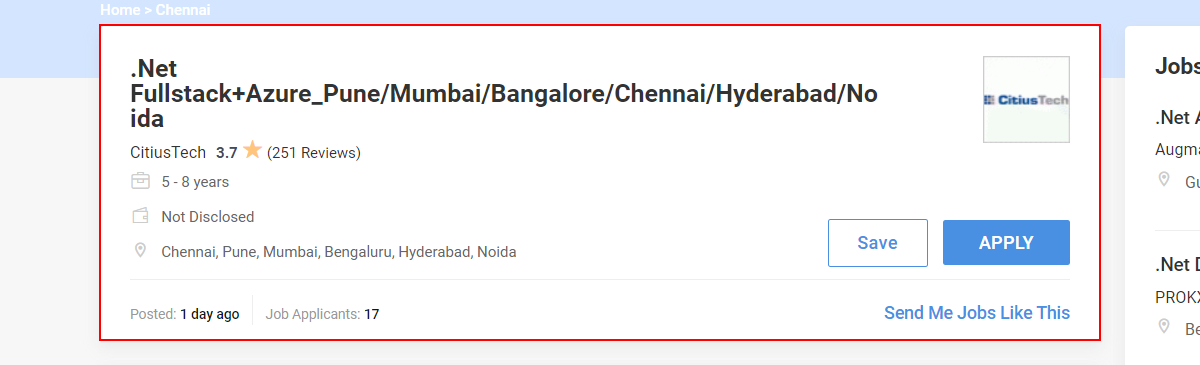 Home > Chennai
.Net
Fullstack+Azure_Pune/Mumbai/Bangalore/Chennai/Hyderabad/No
ida
CitiusTech
CitiusTech 3.7 (251 Reviews)
5 - 8 years
Not Disclosed
Chennai, Pune, Mumbai, Bengaluru, Hyderabad, Noida
Save
APPLY
Posted: 1 day ago
Job Applicants: 17
Send Me Jobs Like This
Jobs
.Net A
Augma
Gu
.Net D
PROKX
Be